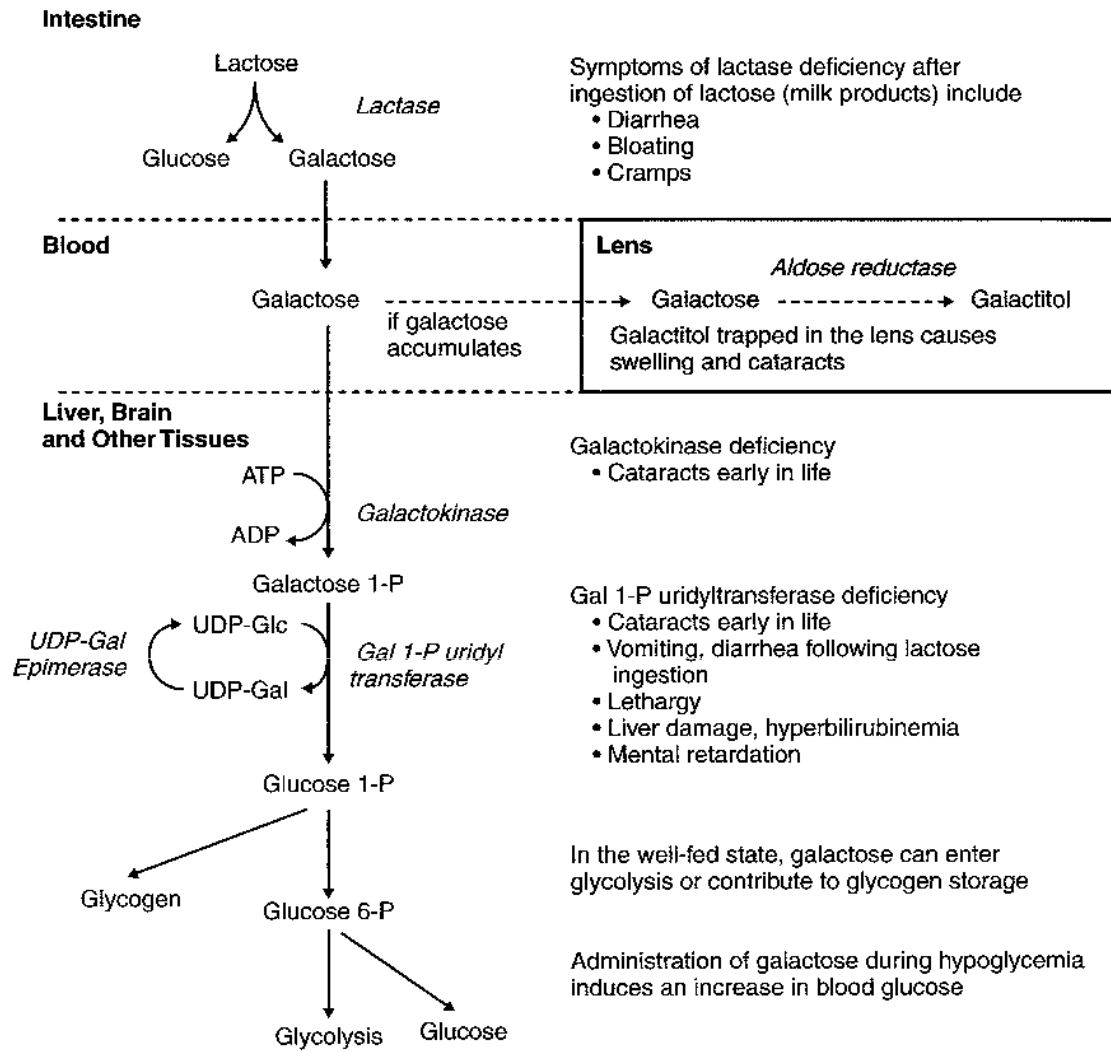 Intestine
Lactose
Lactase
Glucose
Galactose
Symptoms of lactase deficiency after
ingestion of lactose (milk products) include
• Diarrhea
• Bloating
• Cramps
Blood
Galactose
if galactose
accumulates
Lens
Aldose reductase
Galactose
Galactitol
Galactitol trapped in the lens causes
swelling and cataracts
Liver, Brain
and Other Tissues
ATP
ADP
Galactokinase
Galactokinase deficiency
• Cataracts early in life
Galactose 1-P
UDP-Gal
Epimerase
UDP-Glc
UDP-Gal
Gal 1-P uridyl
transferase
Gal 1-P uridyltransferase deficiency
• Cataracts early in life
• Vomiting, diarrhea following lactose
ingestion
• Lethargy
• Liver damage, hyperbilirubinemia
• Mental retardation
Glucose 1-P
Glycogen
Glucose 6-P
In the well-fed state, galactose can enter
glycolysis or contribute to glycogen storage
Glycolysis
Glucose
Administration of galactose during hypoglycemia
induces an increase in blood glucose